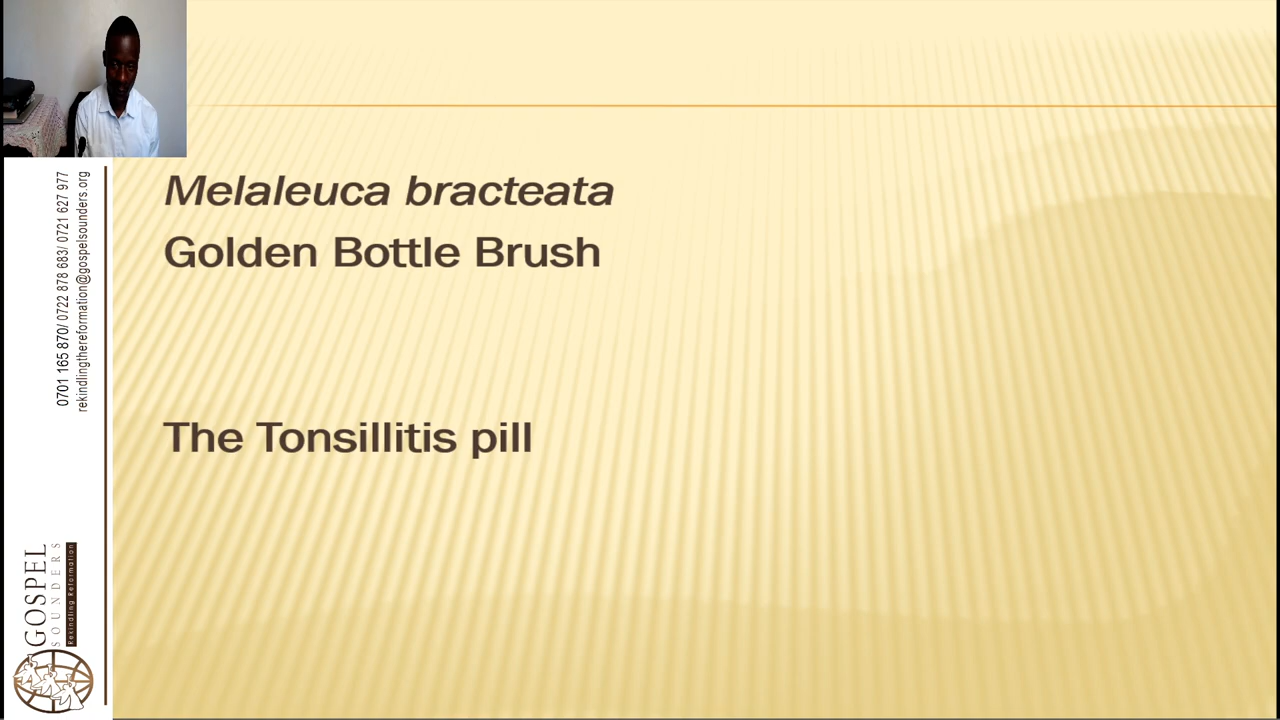 Melaleuca bracteata
Golden Bottle Brush
The Tonsillitis pill
0701 165 870/ 0722 878 683/ 0721 627 977
rekindlingthereformation@gospelsounders.org
GOSPEL
SOUNDERS
Rekindling Reformation